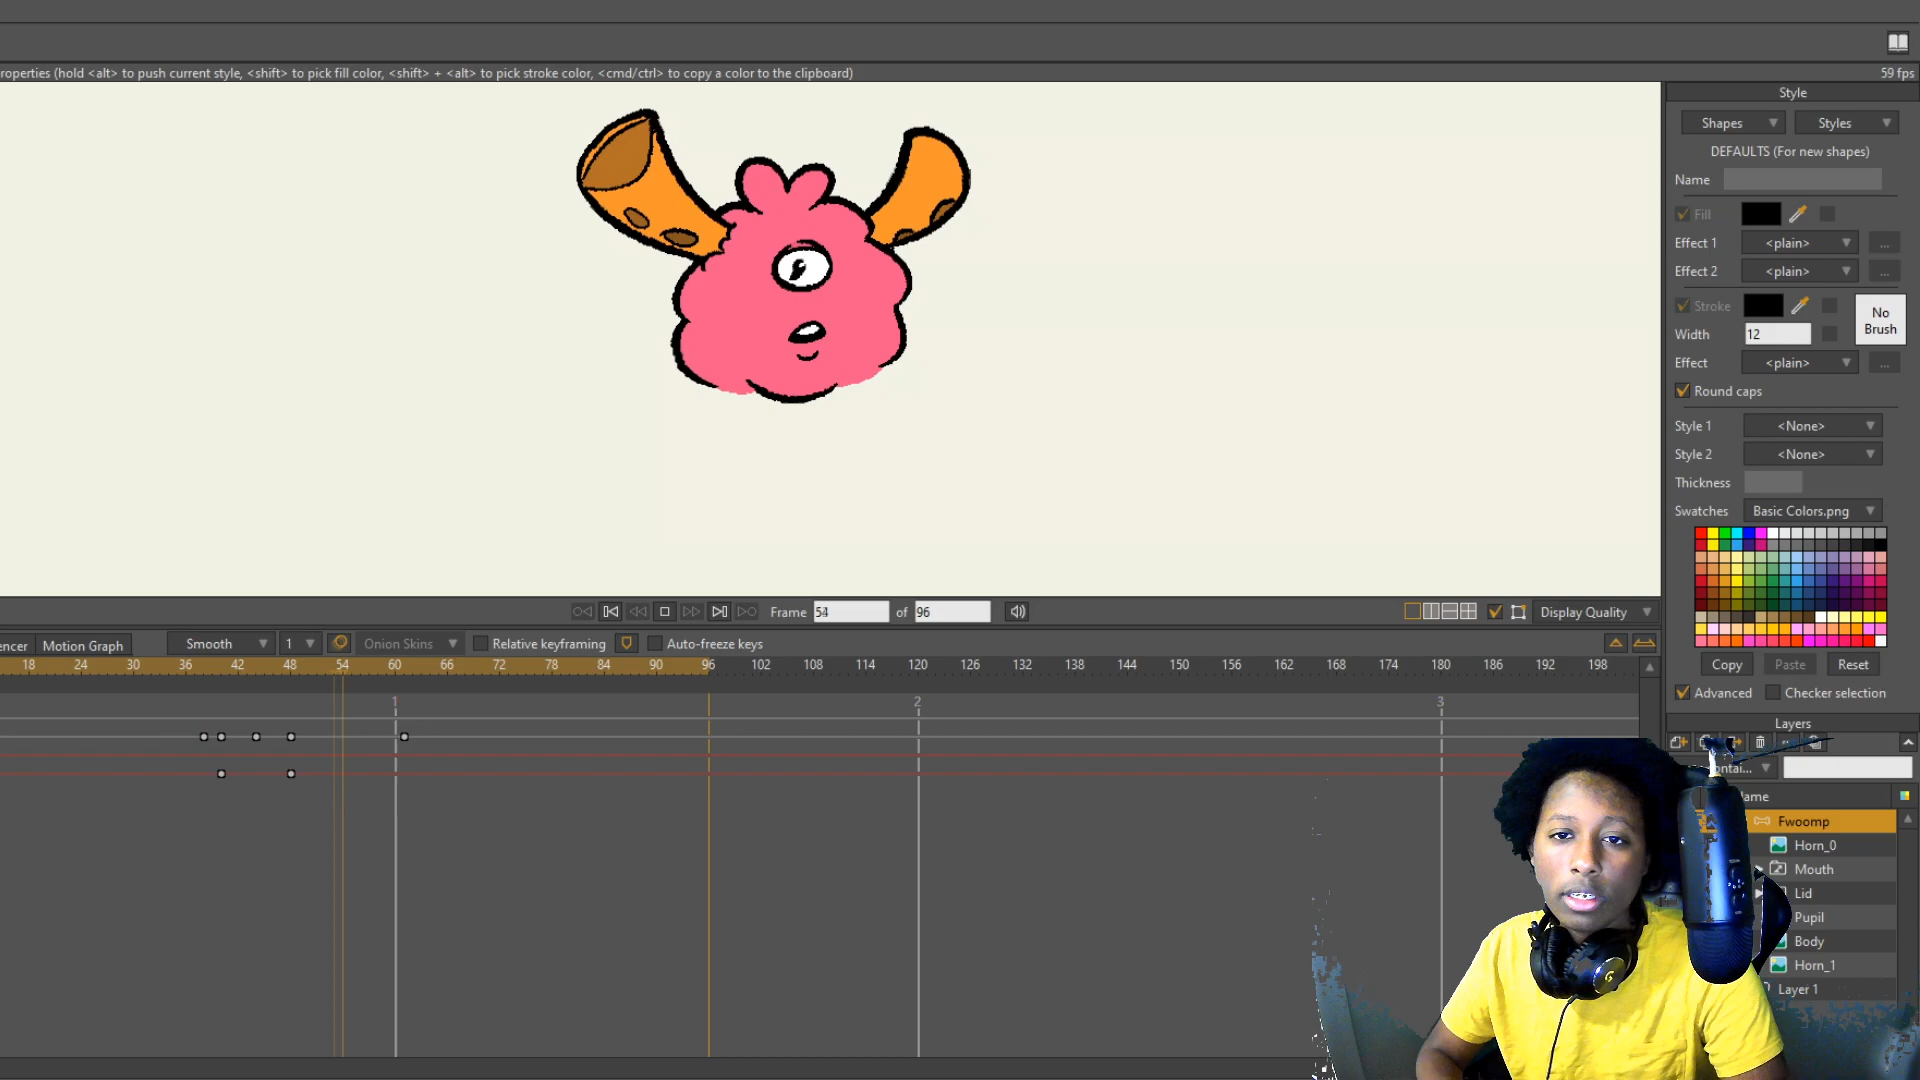 roperties (hold <alt> to push current style, <shift> to pick fill color, <shift> + <alt> to pick stroke color, <cmd/ctrl> to copy a color to the clipboard)
59 fps
Style
Shapes
Styles
DEFAULTS (For new shapes)
Name
Fill
Effect 1
<plain>
...
Effect 2
<plain>
...
Stroke
No
Brush
Width
12
Effect
<plain>
...
Round caps
Style 1
<None>
Style 2
<None>
Thickness
Swatches
Basic Colors.png
Copy
Paste
Reset
Advanced
Checker selection
Frame
54
of
96
Display Quality
encer
Motion Graph
Smooth
1
Onion Skins
Relative keyframing
Auto-freeze keys
18 24 30 36 42 48 54 60 66 72 78 84 90 96 102 108 114 120 126 132 138 144 150 156 162 168 174 180 186 192 198
1
2
3
Layers
ontai...
ame
Fwoomp
Horn_0
Mouth
Lid
Pupil
Body
Horn_1
Layer 1